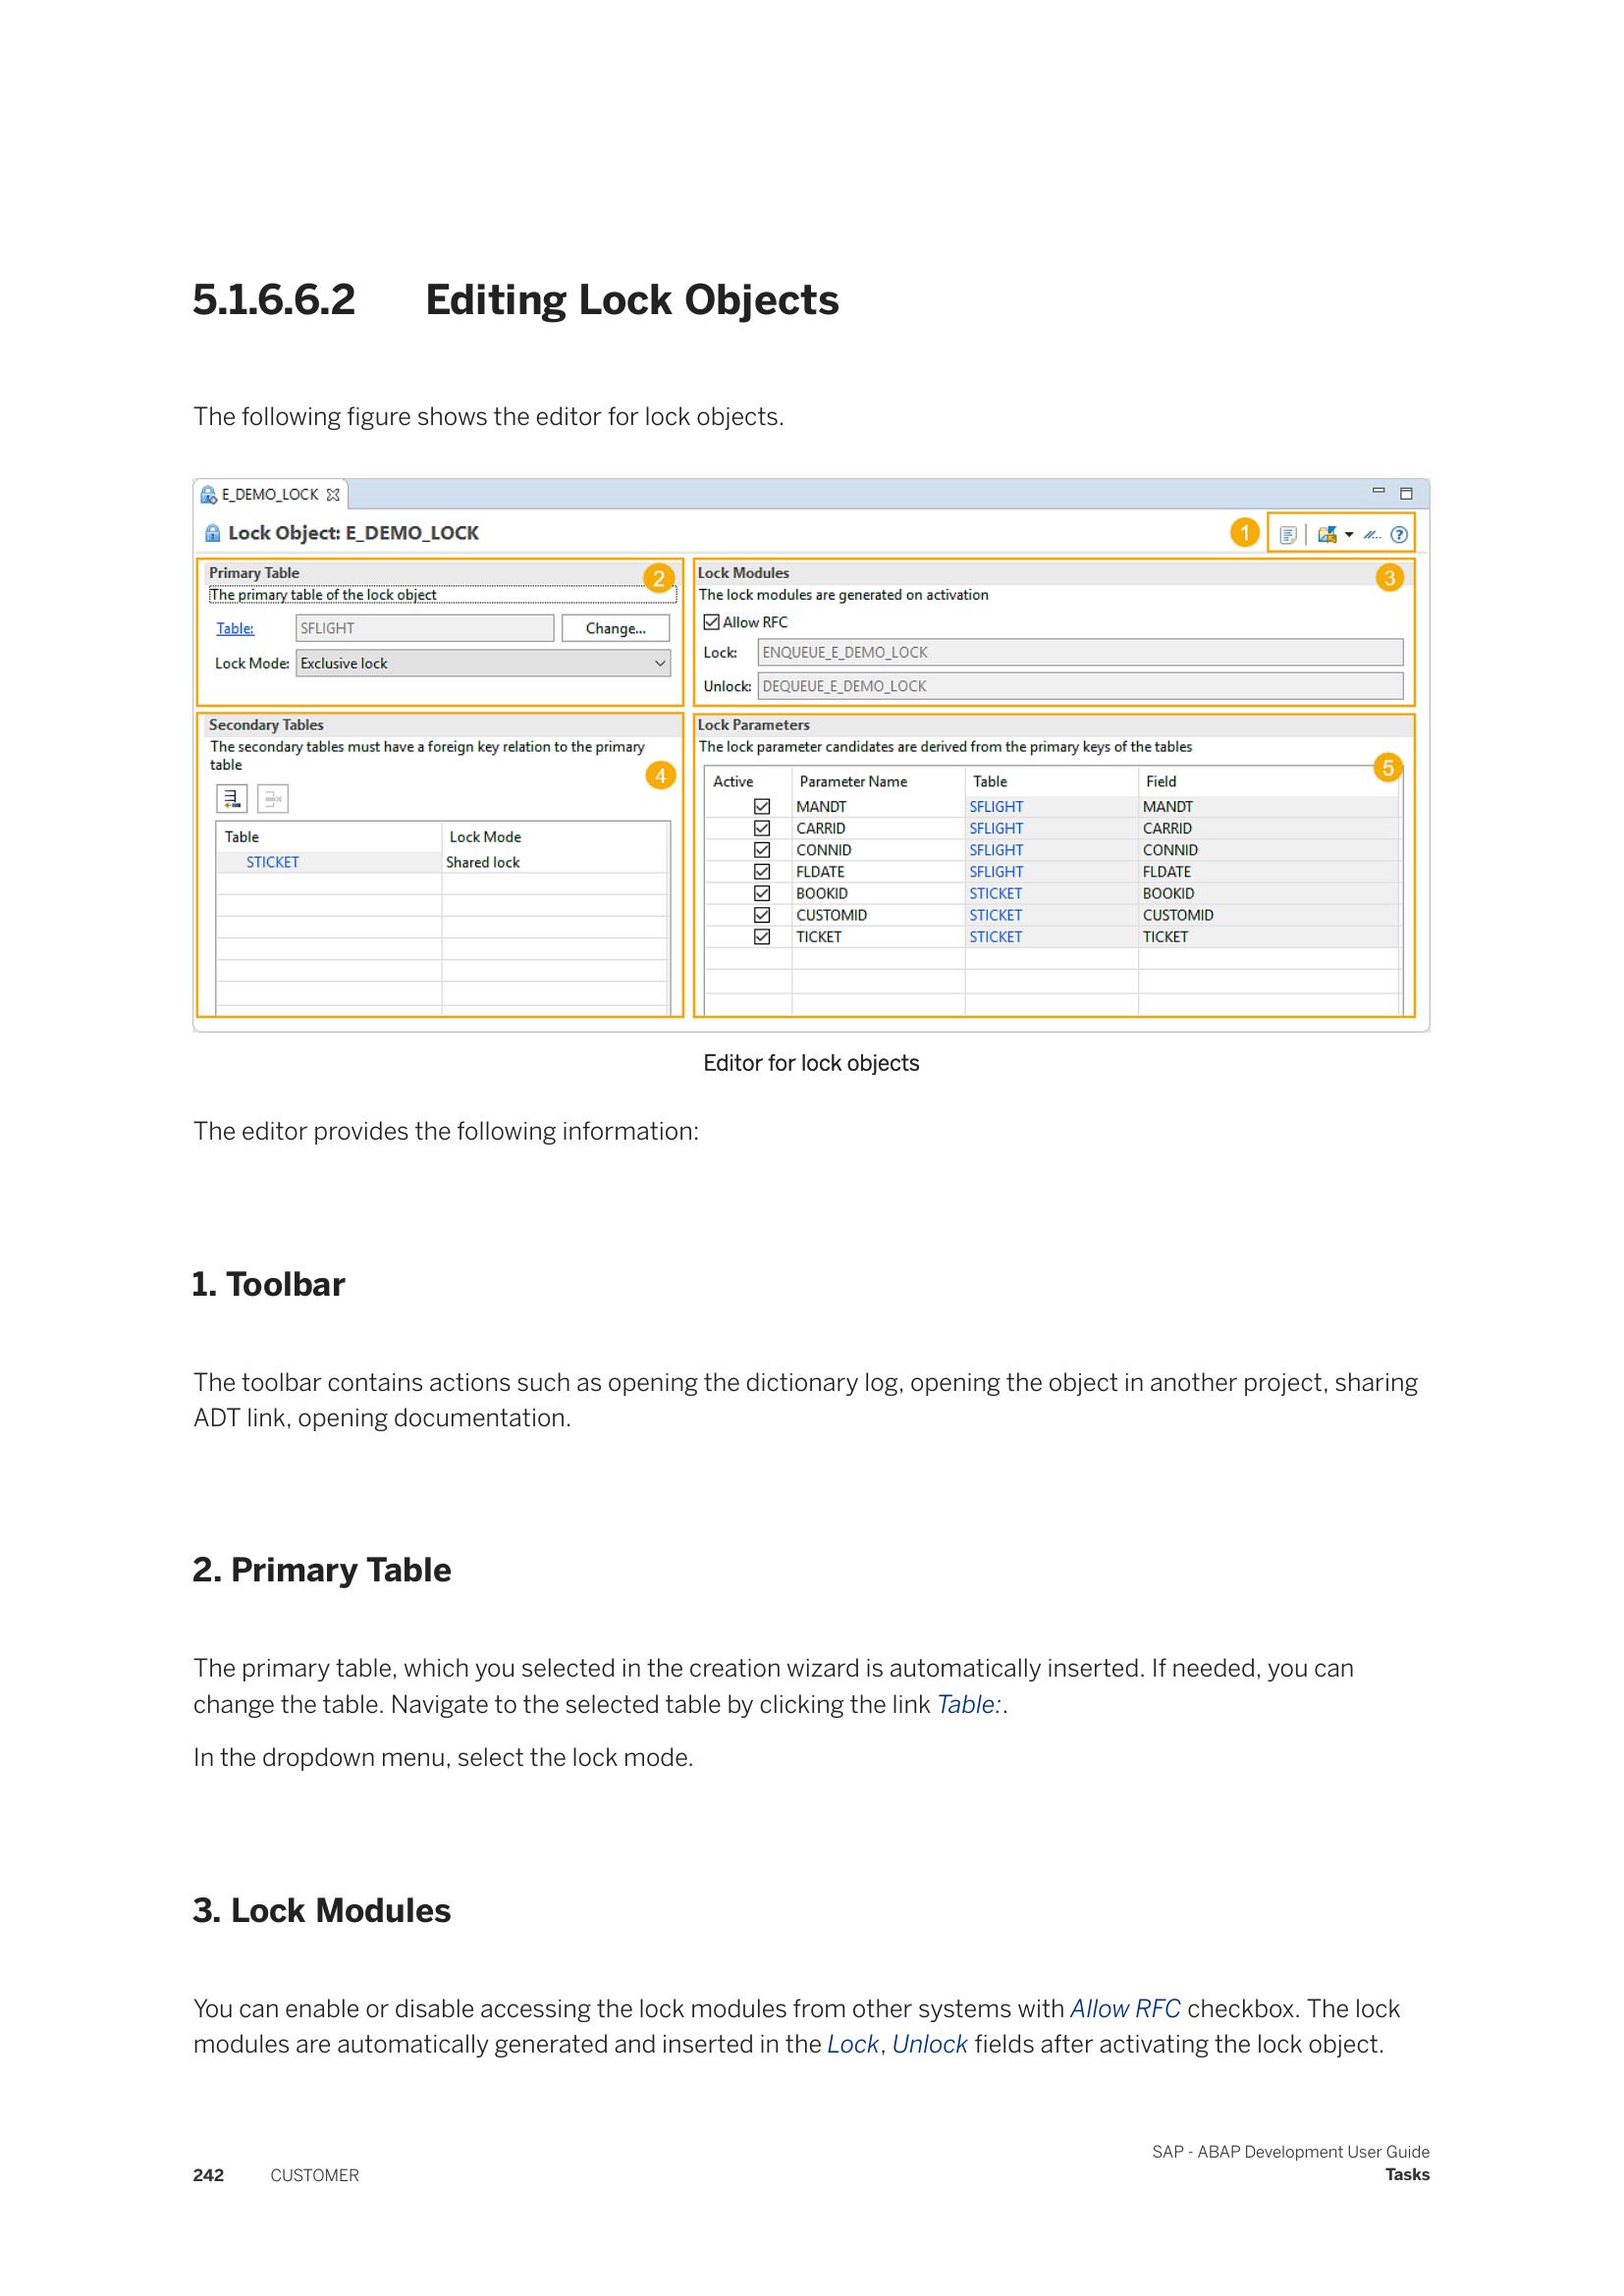 5.1.6.6.2 Editing Lock Objects
The following figure shows the editor for lock objects.
E_DEMO_LOCK
Lock Object: E_DEMO_LOCK
1
Primary Table
2
The primary table of the lock object
Table: SFLIGHT Change...
Lock Mode: Exclusive lock
Lock Modules
3
The lock modules are generated on activation
Allow RFC
Lock: ENQUEUE_E_DEMO_LOCK
Unlock: DEQUEUE_E_DEMO_LOCK
Secondary Tables
The secondary tables must have a foreign key relation to the primary
table
4
Table Lock Mode
STICKET Shared lock
Lock Parameters
The lock parameter candidates are derived from the primary keys of the tables
5
Active Parameter Name Table Field
MANDT SFLIGHT MANDT
CARRID SFLIGHT CARRID
CONNID SFLIGHT CONNID
FLDATE SFLIGHT FLDATE
BOOKID STICKET BOOKID
CUSTOMID STICKET CUSTOMID
TICKET STICKET TICKET
Editor for lock objects
The editor provides the following information:
1. Toolbar
The toolbar contains actions such as opening the dictionary log, opening the object in another project, sharing
ADT link, opening documentation.
2. Primary Table
The primary table, which you selected in the creation wizard is automatically inserted. If needed, you can
change the table. Navigate to the selected table by clicking the link Table:.
In the dropdown menu, select the lock mode.
3. Lock Modules
You can enable or disable accessing the lock modules from other systems with Allow RFC checkbox. The lock
modules are automatically generated and inserted in the Lock, Unlock fields after activating the lock object.
SAP - ABAP Development User Guide
242 CUSTOMER Tasks